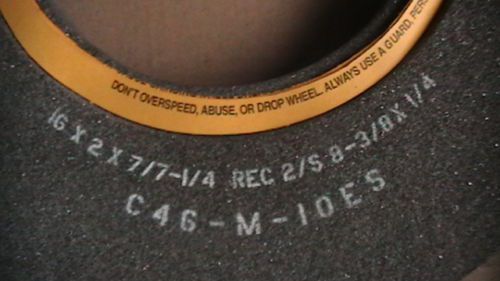 DON'T OVERSPEED, ABUSE, OR DROP WHEEL. ALWAYS USE A GUARD,
16 X 2 X 7/7-1/4 REC 2/S 8-3/8 X 1/4
C46-M-10ES